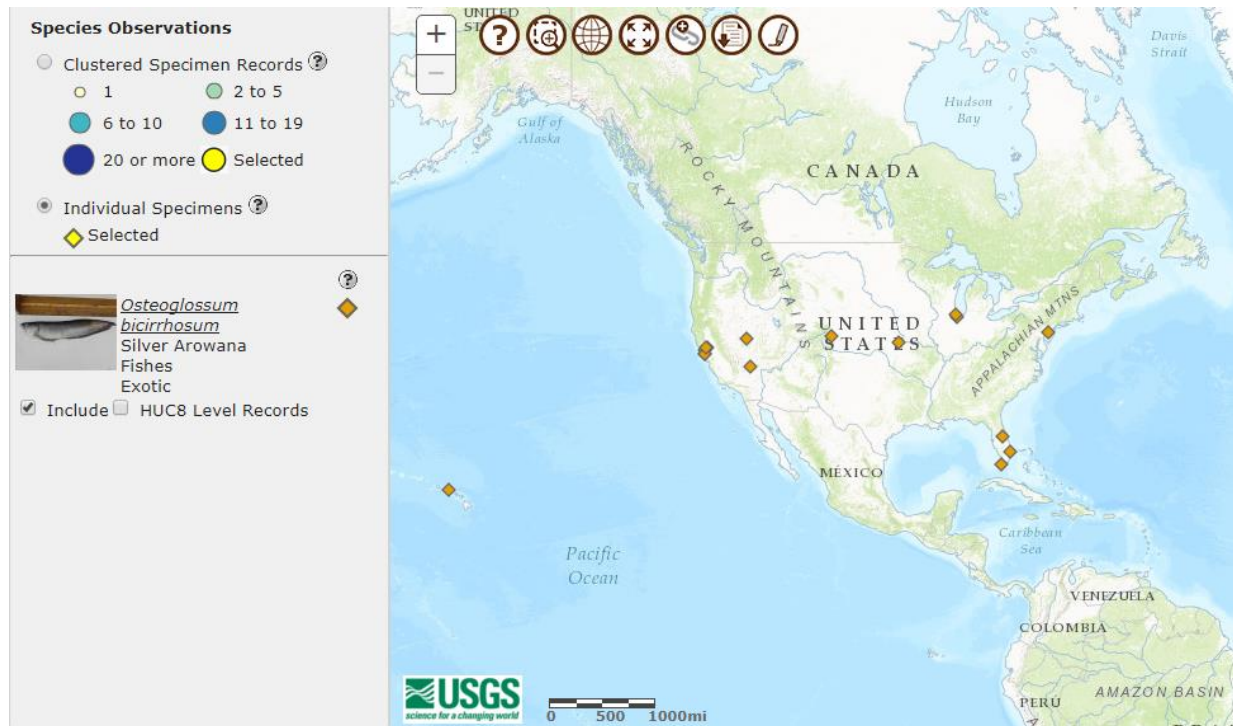 Species Observations
Clustered Specimen Records ?
1
2 to 5
6 to 10
11 to 19
20 or more
Selected
Individual Specimens ?
Selected
?
Osteoglossum
bicirrhosum
Silver Arowana
Fishes
Exotic
Include
HUC8 Level Records
+
−
?
UNITED
Davis
Strait
Hudson
Bay
Gulf of
Alaska
ROCKY MOUNTAINS
CANADA
UNITED
STATES
APPALACHIAN MTNS
MÉXICO
Caribbean
Sea
Pacific
Ocean
VENEZUELA
COLOMBIA
PERÚ
AMAZON BASIN
USGS
science for a changing world
0 500 1000mi